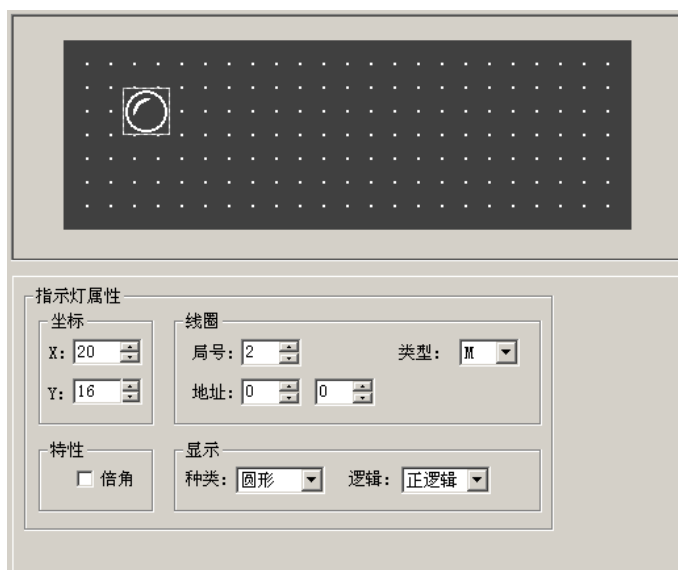 指示灯属性
坐标
X: 20
Y: 16
线圈
局号: 2 类型: M
地址: 0 0
特性
倍角
显示
种类: 圆形 逻辑: 正逻辑